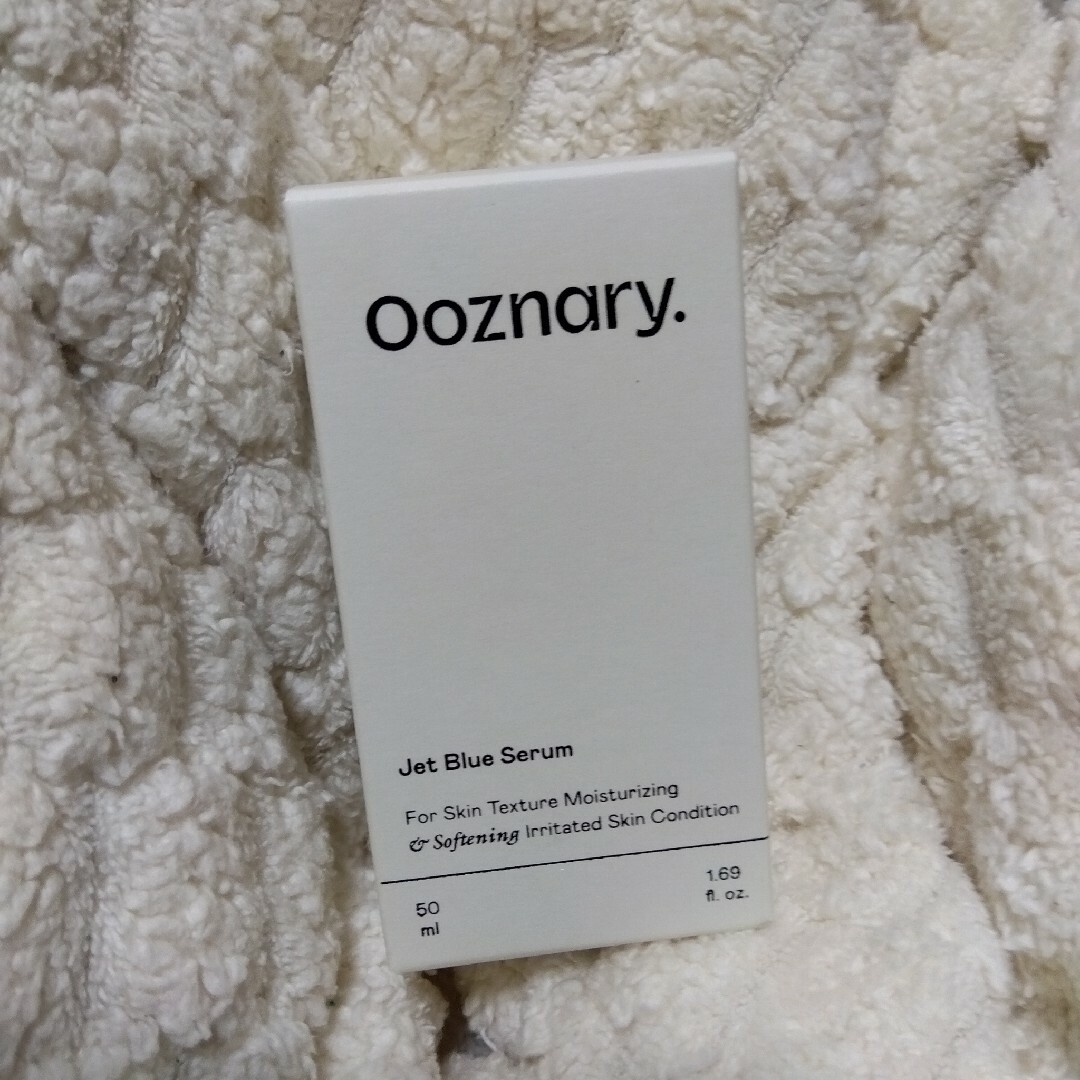 Ooznary.
Jet Blue Serum
For Skin Texture Moisturizing
& Softening Irritated Skin Condition
50
ml
1.69
fl. oz.